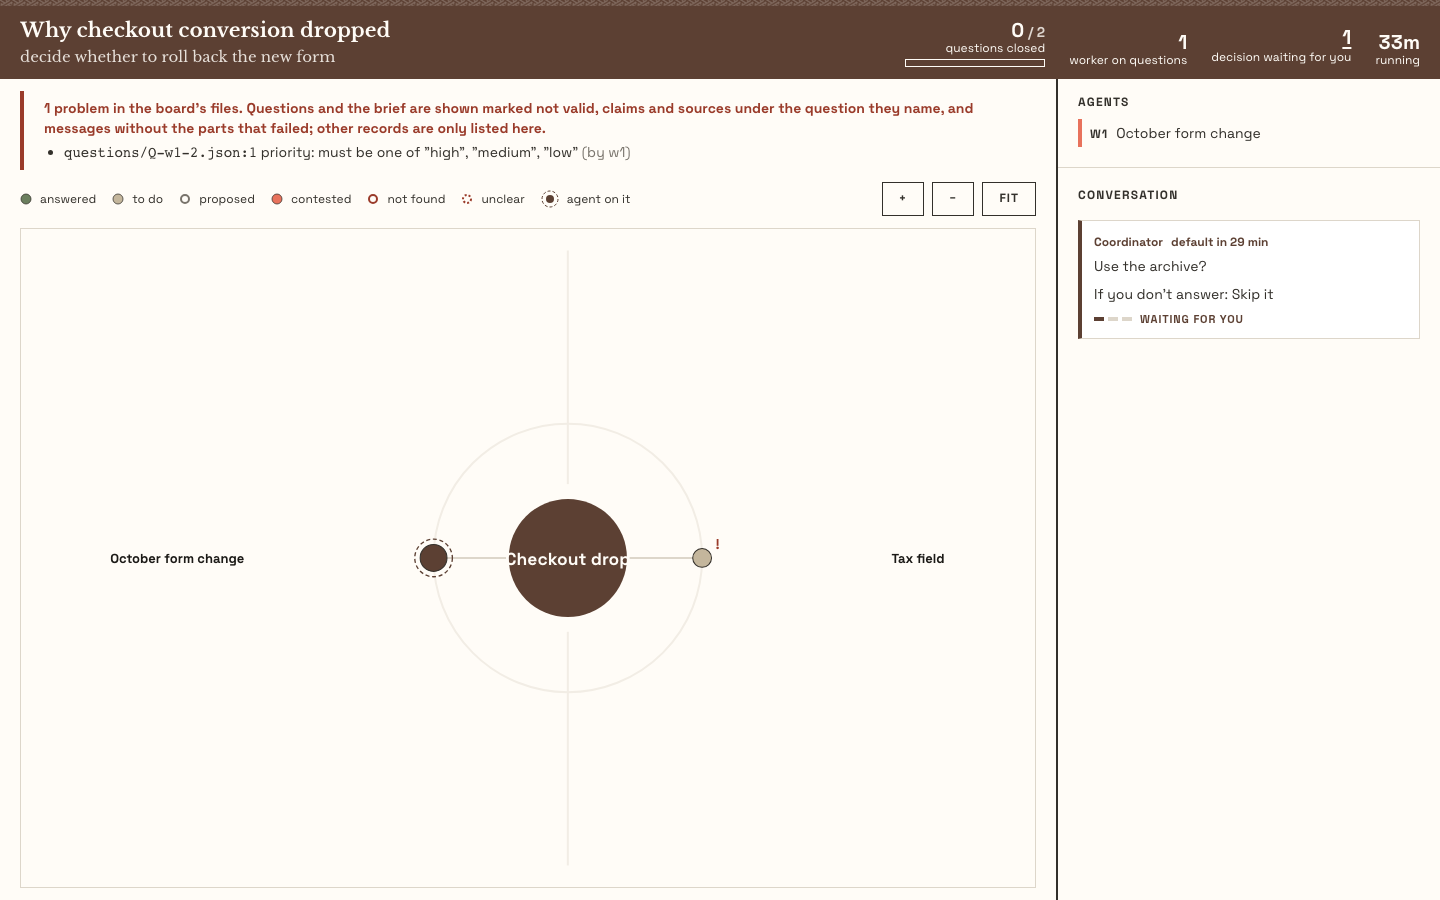 Why checkout conversion dropped
decide whether to roll back the new form
0 / 2
questions closed
1
worker on questions
1
decision waiting for you
33m
running
1 problem in the board's files. Questions and the brief are shown marked not valid, claims and sources under the question they name, and
messages without the parts that failed; other records are only listed here.
• questions/Q-w1-2.json:1 priority: must be one of "high", "medium", "low" (by w1)
answered
to do
proposed
contested
not found
unclear
agent on it
+
−
FIT
October form change
Checkout drop
!
Tax field
AGENTS
W1 October form change
CONVERSATION
Coordinator default in 29 min
Use the archive?
If you don't answer: Skip it
WAITING FOR YOU